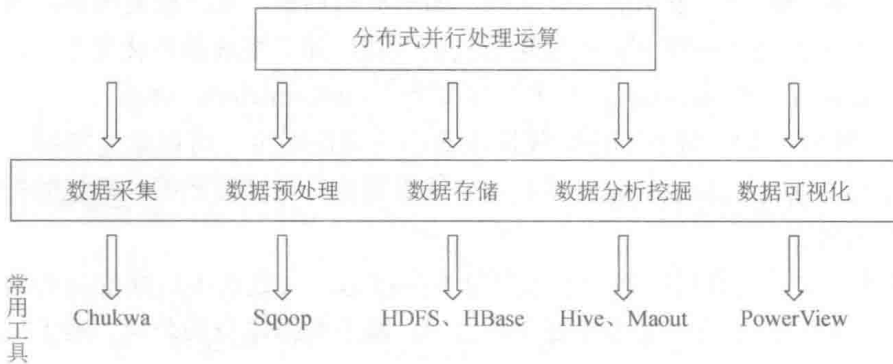 分布式并行处理运算
数据采集 数据预处理 数据存储 数据分析挖掘 数据可视化
常用工具
Chukwa Sqoop HDFS、HBase Hive、Maout PowerView